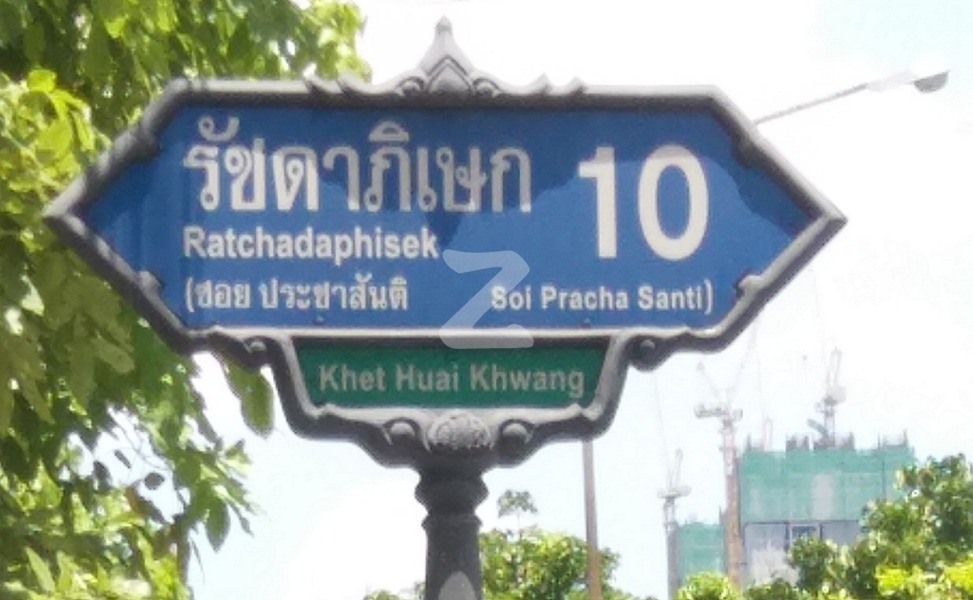 รัชดาภิเษก 10
Ratchadaphisek
(ซอย ประชาสันติ Soi Pracha Santi)
Khet Huai Khwang